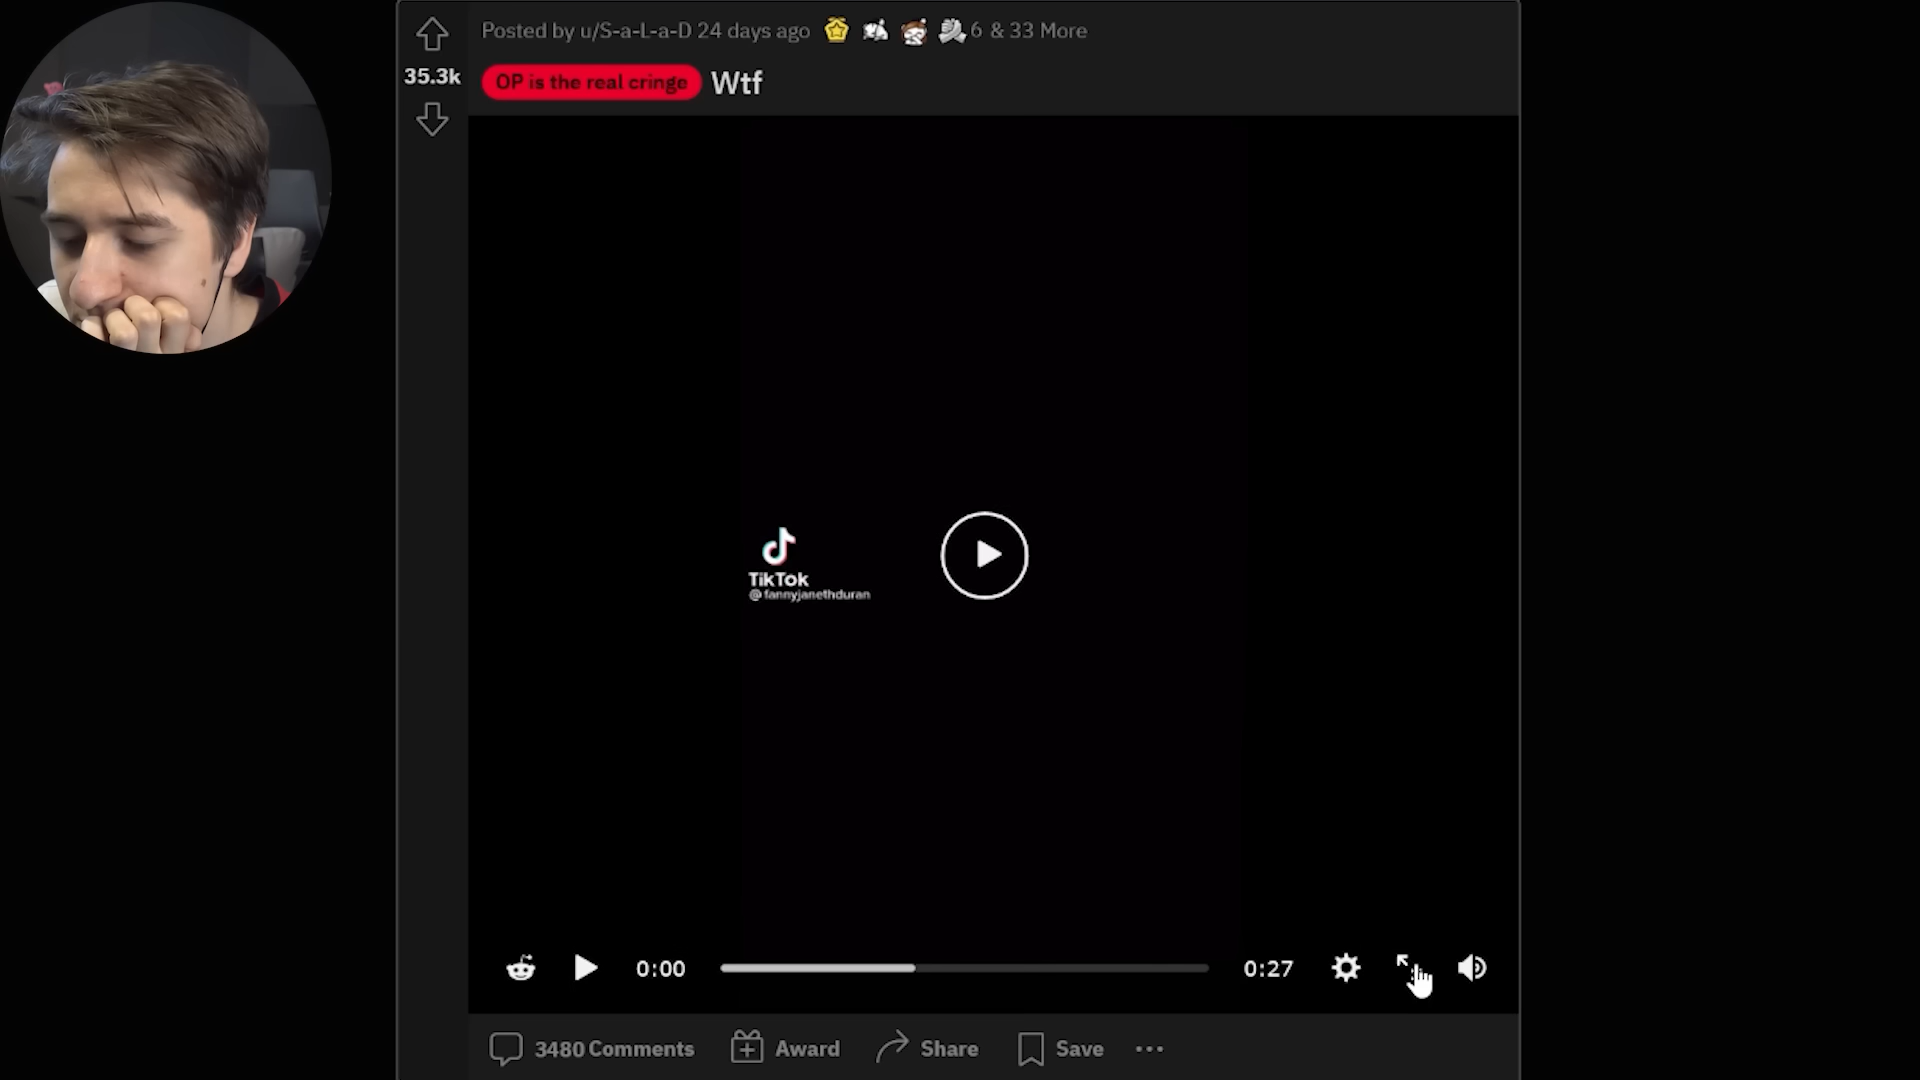 Posted by u/S-a-L-a-D 24 days ago 6 & 33 More
35.3k
OP is the real cringe Wtf
TikTok
@fannyjanethduran
0:00 0:27
3480 Comments Award Share Save